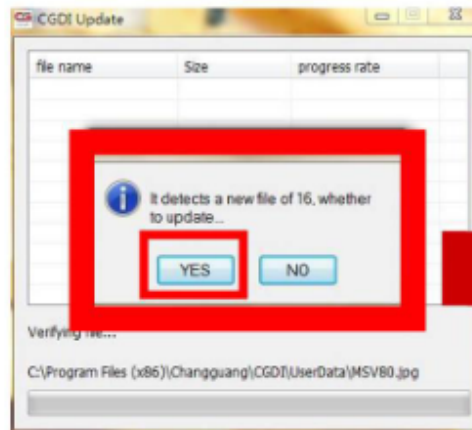 CG CGDI Update
file name Size progress rate
It detects a new file of 16, whether
to update...
YES NO
Verifying file...
C:\Program Files (x86)\Changguang\CGDI\UserData\MSV80.jpg